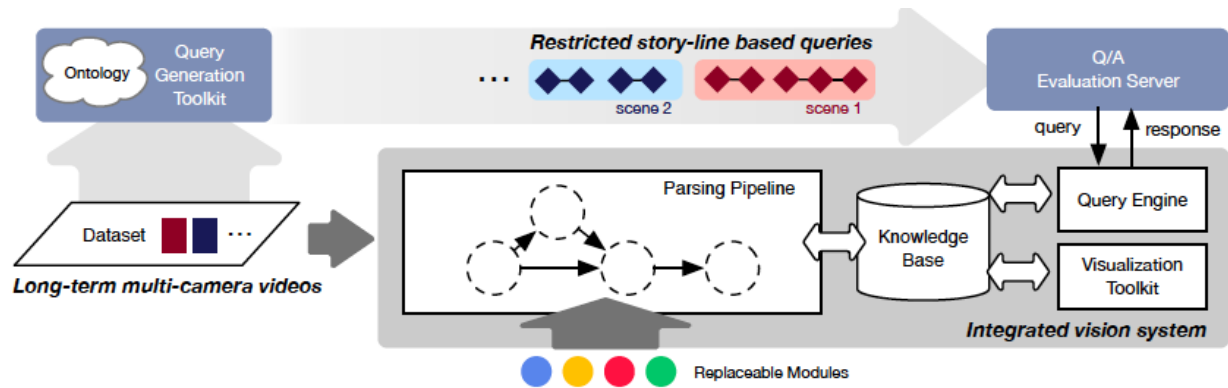 Ontology
Query
Generation
Toolkit
Restricted story-line based queries
...
scene 2
scene 1
Q/A
Evaluation Server
query
response
Dataset
...
Long-term multi-camera videos
Parsing Pipeline
Knowledge
Base
Query Engine
Visualization
Toolkit
Integrated vision system
Replaceable Modules